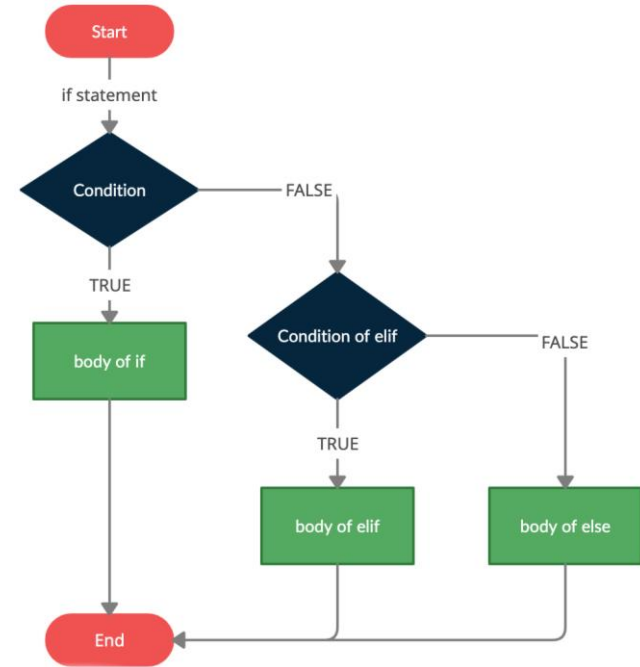 Start
if statement
Condition
FALSE
TRUE
body of if
Condition of elif
FALSE
TRUE
body of elif
body of else
End